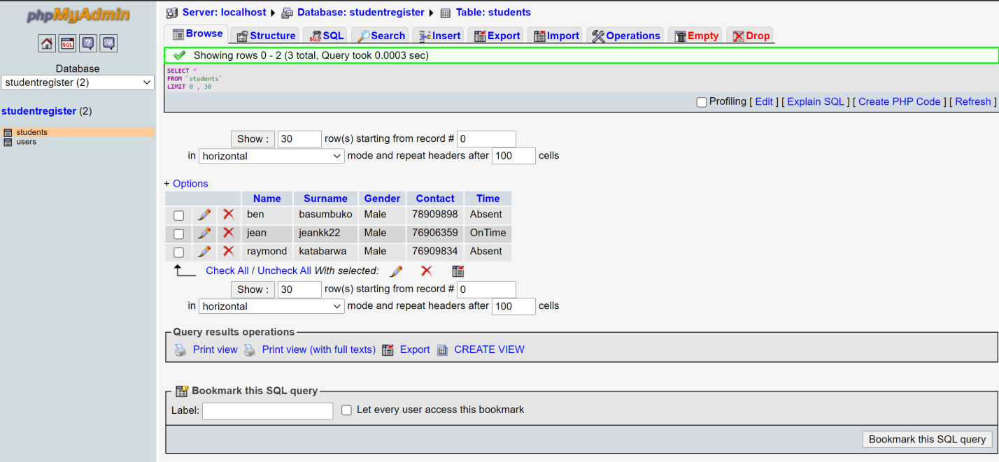 phpMyAdmin
SQL
SQL
Database
studentregister (2)
studentregister (2)
students
users
Server: localhost Database: studentregister Table: students
Browse Structure SQL Search Insert Export Import Operations Empty Drop
Showing rows 0 - 2 (3 total, Query took 0.0003 sec)
SELECT *
FROM `students`
LIMIT 0 , 30
Profiling [ Edit ] [ Explain SQL ] [ Create PHP Code ] [ Refresh ]
Show : 30 row(s) starting from record # 0
in horizontal mode and repeat headers after 100 cells
+ Options
Name Surname Gender Contact Time
ben basumbuko Male 78909898 Absent
jean jeankk22 Male 76906359 OnTime
raymond katabarwa Male 76909834 Absent
Check All / Uncheck All With selected:
Show : 30 row(s) starting from record # 0
in horizontal mode and repeat headers after 100 cells
Query results operations
Print view Print view (with full texts) Export CREATE VIEW
Bookmark this SQL query
Label: Let every user access this bookmark
Bookmark this SQL query